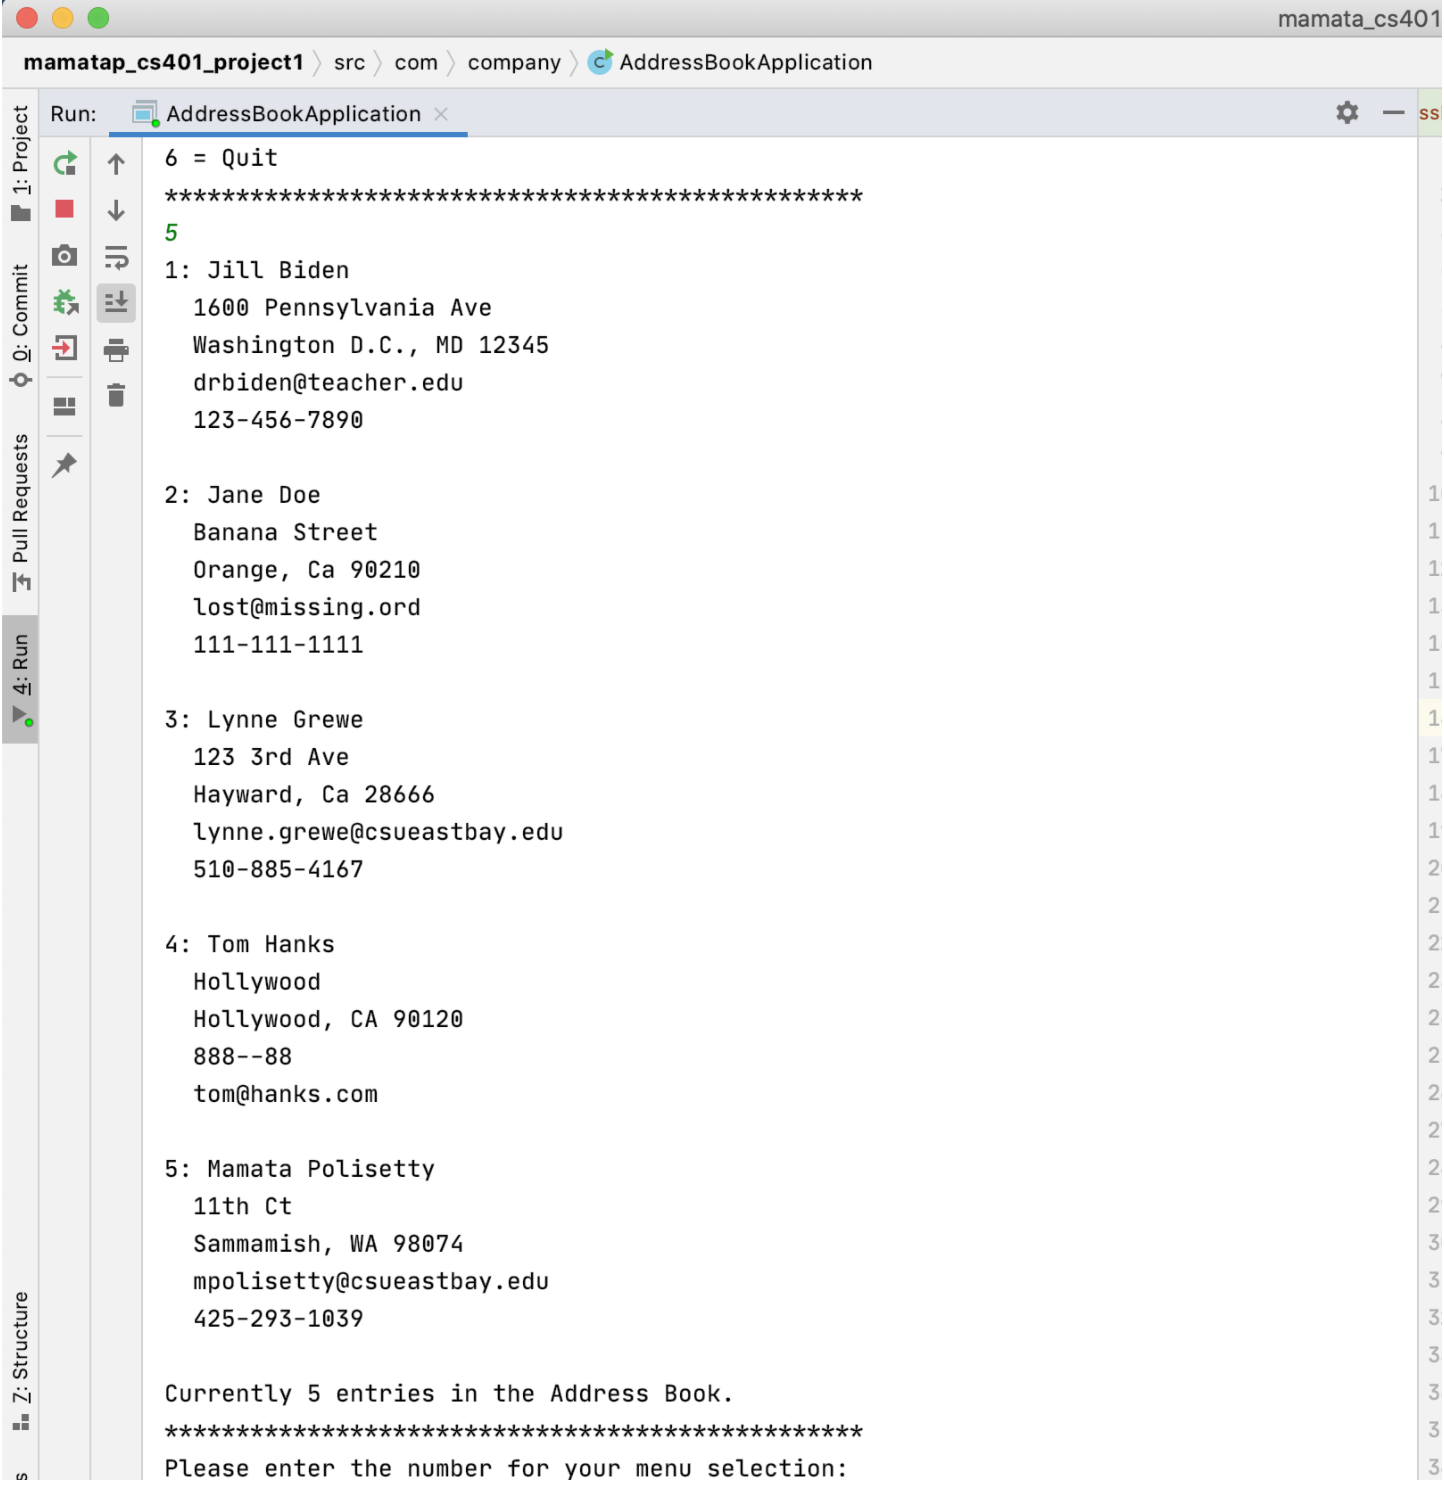 mamata_cs401
mamatap_cs401_project1 src com company AddressBookApplication
Run: AddressBookApplication
1: Project
0: Commit
Pull Requests
4: Run
7: Structure
6 = Quit
*************************************************
5
1: Jill Biden
1600 Pennsylvania Ave
Washington D.C., MD 12345
drbiden@teacher.edu
123-456-7890
2: Jane Doe
Banana Street
Orange, Ca 90210
lost@missing.ord
111-111-1111
3: Lynne Grewe
123 3rd Ave
Hayward, Ca 28666
lynne.grewe@csueastbay.edu
510-885-4167
4: Tom Hanks
Hollywood
Hollywood, CA 90120
888--88
tom@hanks.com
5: Mamata Polisetty
11th Ct
Sammamish, WA 98074
mpolisetty@csueastbay.edu
425-293-1039
Currently 5 entries in the Address Book.
*************************************************
Please enter the number for your menu selection: